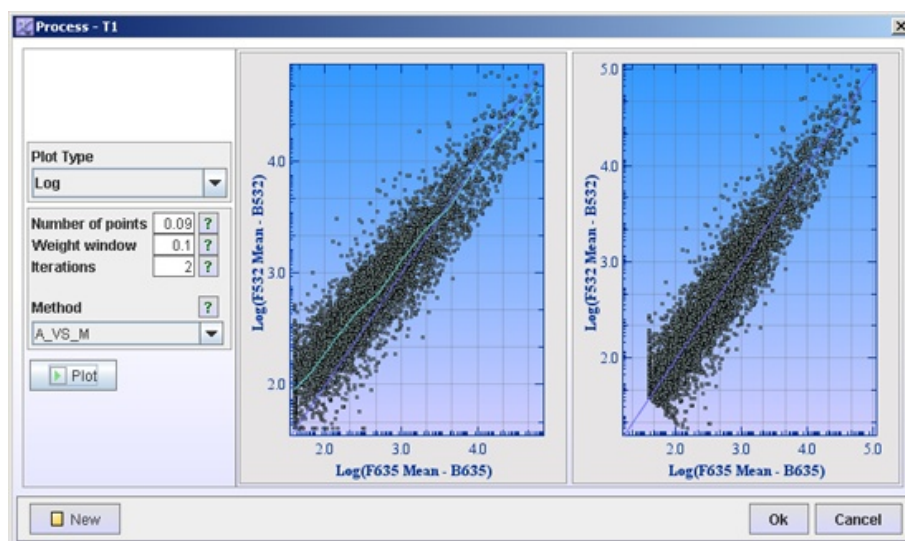 Process - T1
Plot Type
Log
Number of points 0.09 ?
Weight window 0.1 ?
Iterations 2 ?
Method ?
A_VS_M
Plot
Log(F532 Mean - B532)
4.0
3.0
2.0
2.0 3.0 4.0
Log(F635 Mean - B635)
Log(F532 Mean - B532)
5.0
4.0
3.0
2.0
2.0 3.0 4.0 5.0
Log(F635 Mean - B635)
New
Ok
Cancel